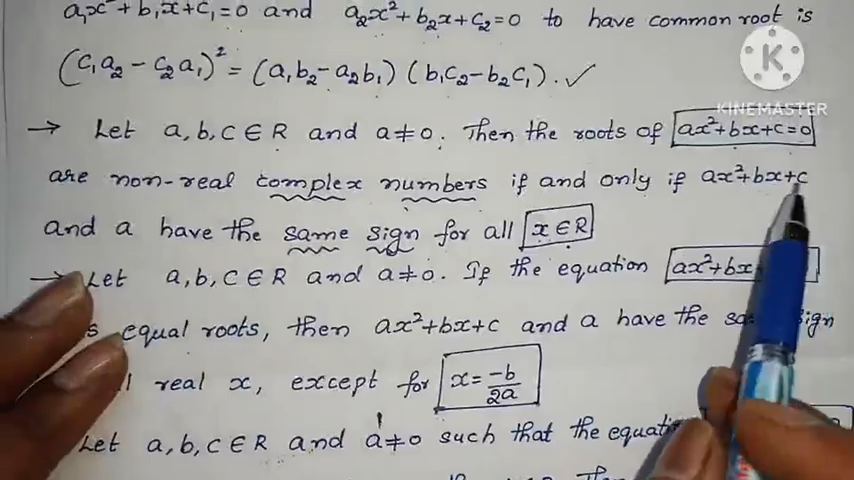 a₁x²+b₁x+c₁=0 and a₂x²+b₂x+c₂=0 to have common root is
(c₁a₂-c₂a₁)²=(a₁b₂-a₂b₁)(b₁c₂-b₂c₁). ✓
K
KINEMASTER
→ Let a,b,c∈R and a≠0. Then the roots of ax²+bx+c=0
are non-real complex numbers if and only if ax²+bx+c
and a have the same sign for all x∈R
→ Let a,b,c∈R and a≠0. If the equation ax²+bx
equal roots, then ax²+bx+c and a have the same sign
real x, except for x=-b/2a
Let a,b,c∈R and a≠0 such that the equation